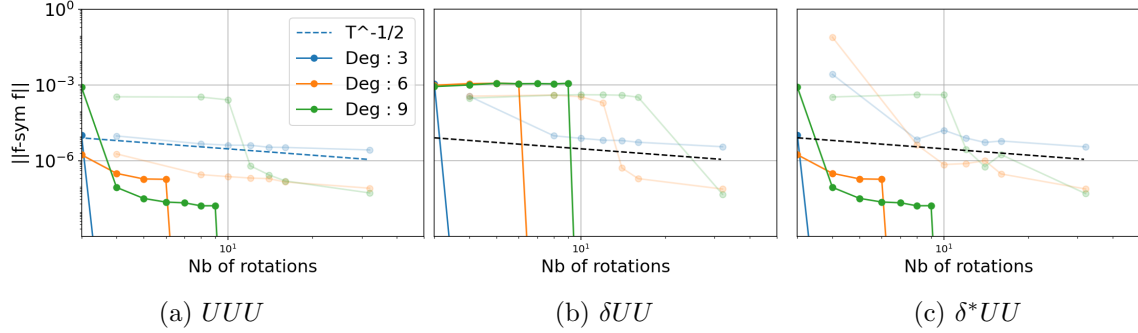 10^0
10^-3
10^-6
||f-sym f||
T^-1/2
Deg : 3
Deg : 6
Deg : 9
10^1
10^1
10^1
Nb of rotations
Nb of rotations
Nb of rotations
(a) UUU
(b) δUU
(c) δ*UU